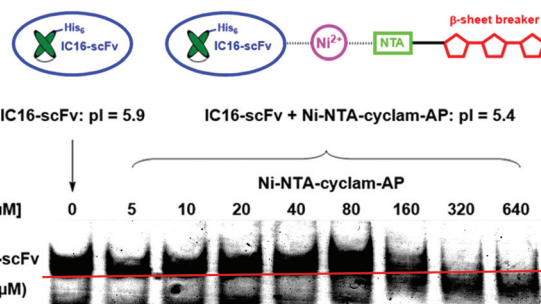 His6
IC16-scFv
His6
IC16-scFv
Ni2+
NTA
β-sheet breaker
IC16-scFv: pI = 5.9
IC16-scFv + Ni-NTA-cyclam-AP: pI = 5.4
Ni-NTA-cyclam-AP
µM] 0 5 10 20 40 80 160 320 640
-scFv
µM)